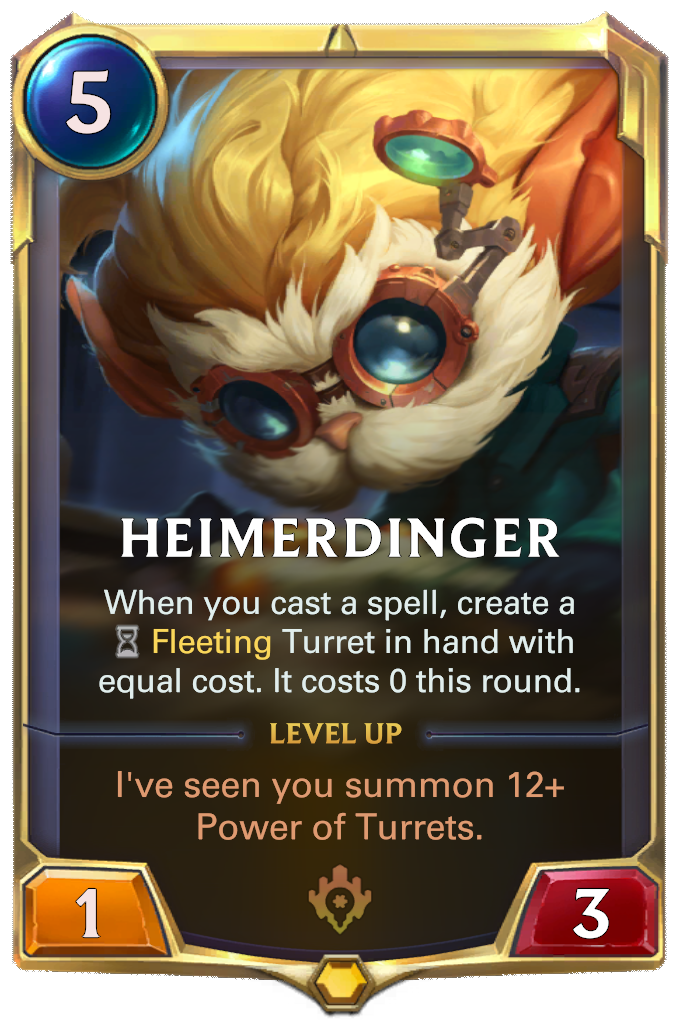 5
HEIMERDINGER
When you cast a spell, create a
Fleeting Turret in hand with
equal cost. It costs 0 this round.
LEVEL UP
I've seen you summon 12+
Power of Turrets.
1
3